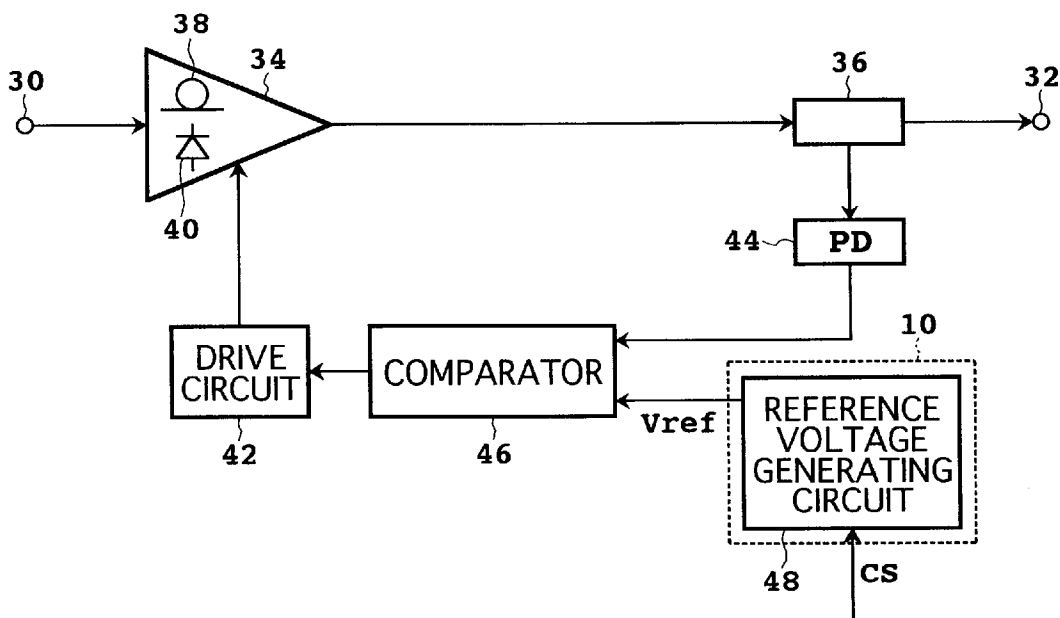 38
34
30
36
32
40
44
PD
10
DRIVE
CIRCUIT
COMPARATOR
REFERENCE
VOLTAGE
GENERATING
CIRCUIT
Vref
42
46
48
CS